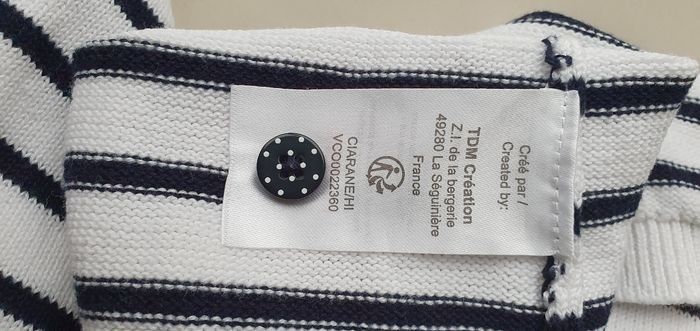 Créé par /
Created by:
TDM Création
Z.I. de la bergerie
49280 La Séguinière
France
CIARANE/HI
VCO0022360